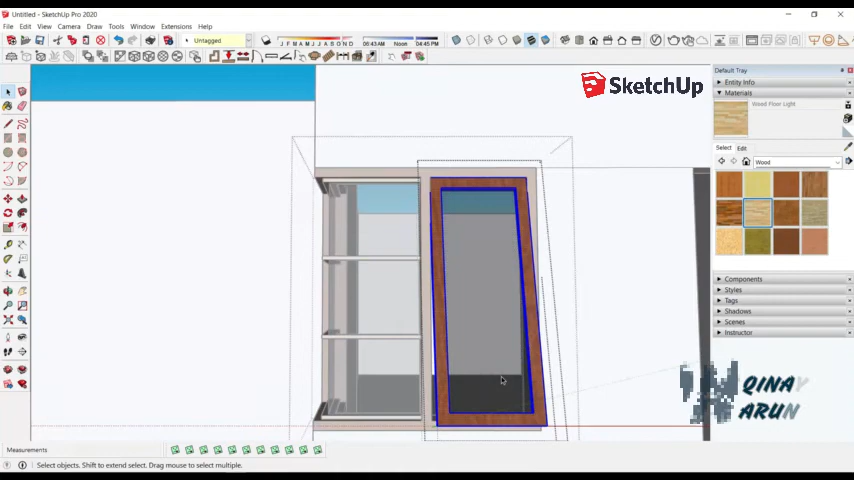 Untitled - SketchUp Pro 2020
File Edit View Camera Draw Tools Window Extensions Help
Untagged
J F M A M J J A S O N D
06:43 AM Noon 04:45 PM
Default Tray
Entity Info
Materials
Wood Floor Light
Select Edit
Wood
Components
Styles
Tags
Shadows
Scenes
Instructor
SketchUp
QINAY
ARUN
Measurements
Select objects. Shift to extend select. Drag mouse to select multiple.